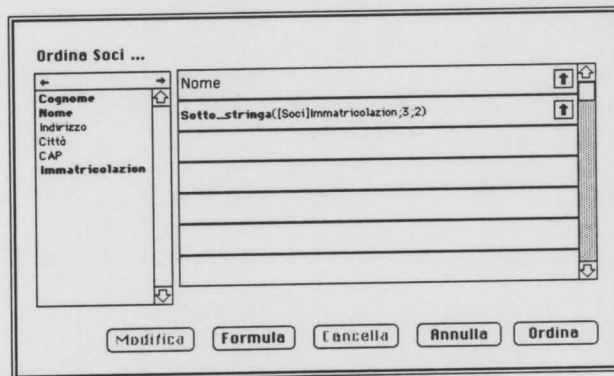 Ordina Soci ...
Cognome
Nome
Indirizzo
Città
CAP
Immatricolazion
Nome
Sotto_stringa([Soci]Immatricolazion;3,2)
Modifica
Formula
Cancella
Annulla
Ordina